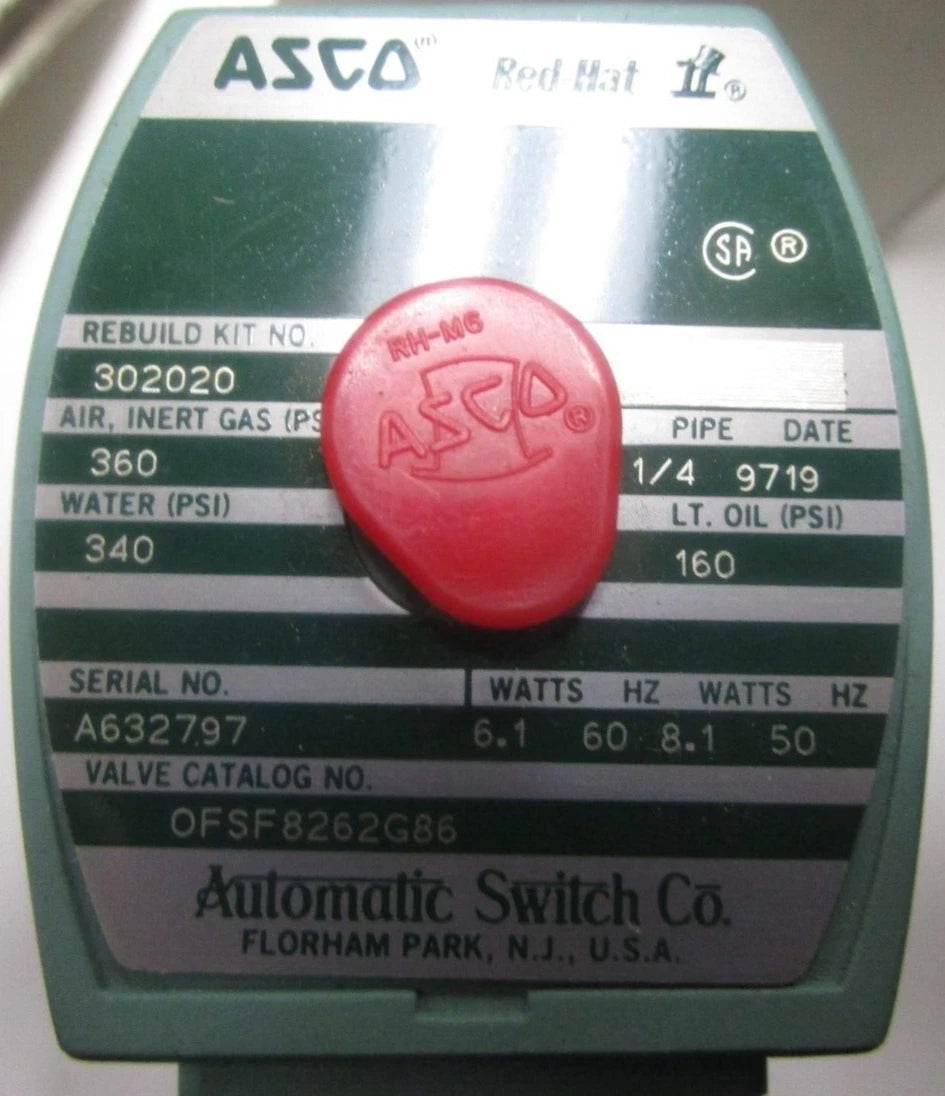 ASCO Red-Hat II®
SA ®
REBUILD KIT NO.
302020
RH-M6
ASCO®
AIR, INERT GAS (PS
PIPE DATE
360
1/4 9719
WATER (PSI)
LT. OIL (PSI)
340
160
SERIAL NO. WATTS HZ WATTS HZ
A632797 6.1 60 8.1 50
VALVE CATALOG NO.
OFSF8262G86
Automatic Switch Co.
FLORHAM PARK, N.J., U.S.A.